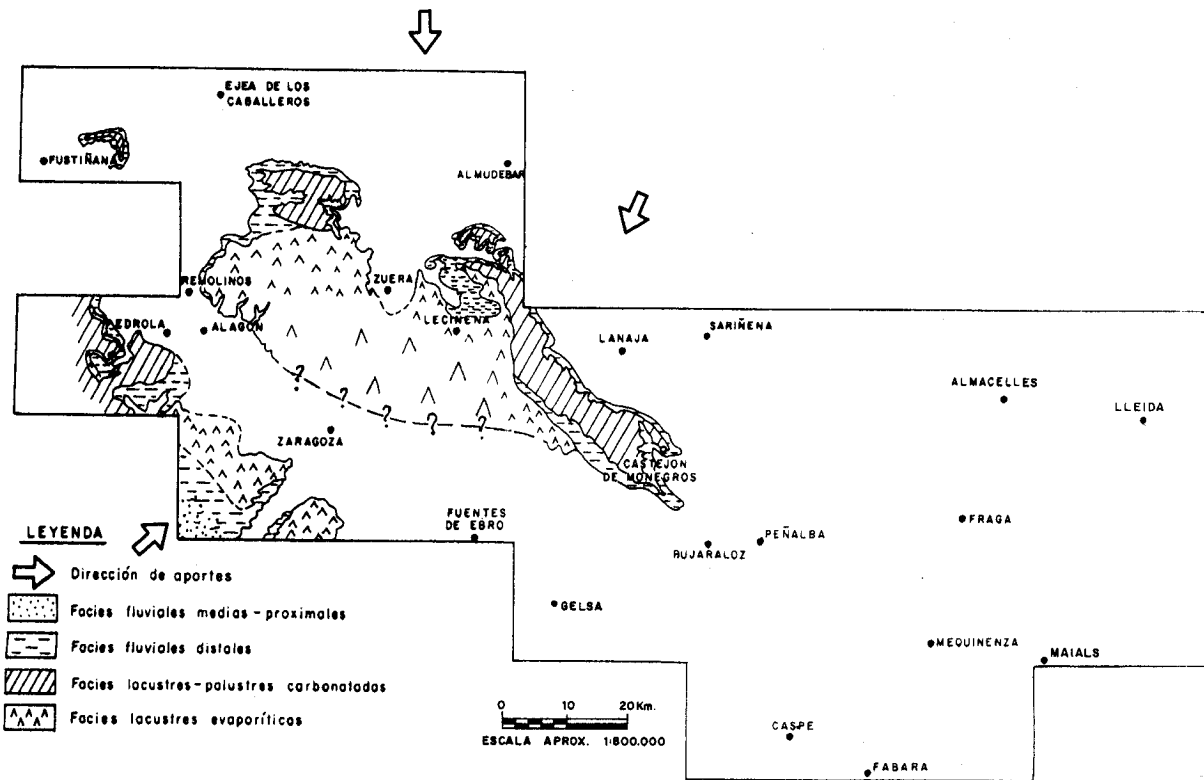 EJEA DE LOS
CABALLEROS
FUSTIÑANA
ALMUDEBAR
REMOLINOS
ZUERA
PEDROLA
ALAGON
LECIÑENA
LANAJA
SARIÑENA
ALMACELLES
LLEIDA
ZARAGOZA
? ? ? ? ?
CASTEJON
DE MONEGROS
FUENTES
DE EBRO
BUJARALOZ
PEÑALBA
FRAGA
GELSA
MEQUINENZA
MAIALS
CASPE
FABARA
LEYENDA
Dirección de aportes
Facies fluviales medias-proximales
Facies fluviales distales
Facies lacustres-palustres carbonatadas
Facies lacustres evaporíticas
0 10 20 Km.
ESCALA APROX. 1:800.000